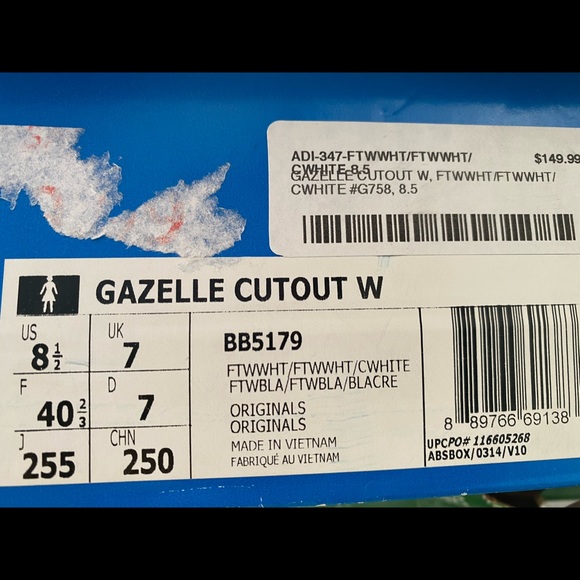 ADI-347-FTWWHT/FTWWHT/ $149.99
CWHITE-8.5
GAZELLE CUTOUT W, FTWWHT/FTWWHT/
CWHITE #G758, 8.5
GAZELLE CUTOUT W
US 8½
UK 7
F 40⅔
D 7
J 255
CHN 250
BB5179
FTWWHT/FTWWHT/CWHITE
FTWBLA/FTWBLA/BLACRE
ORIGINALS
ORIGINALS
MADE IN VIETNAM
FABRIQUÉ AU VIETNAM
8 89766 69138
UPCPO# 116605268
ABSBOX/0314/V10